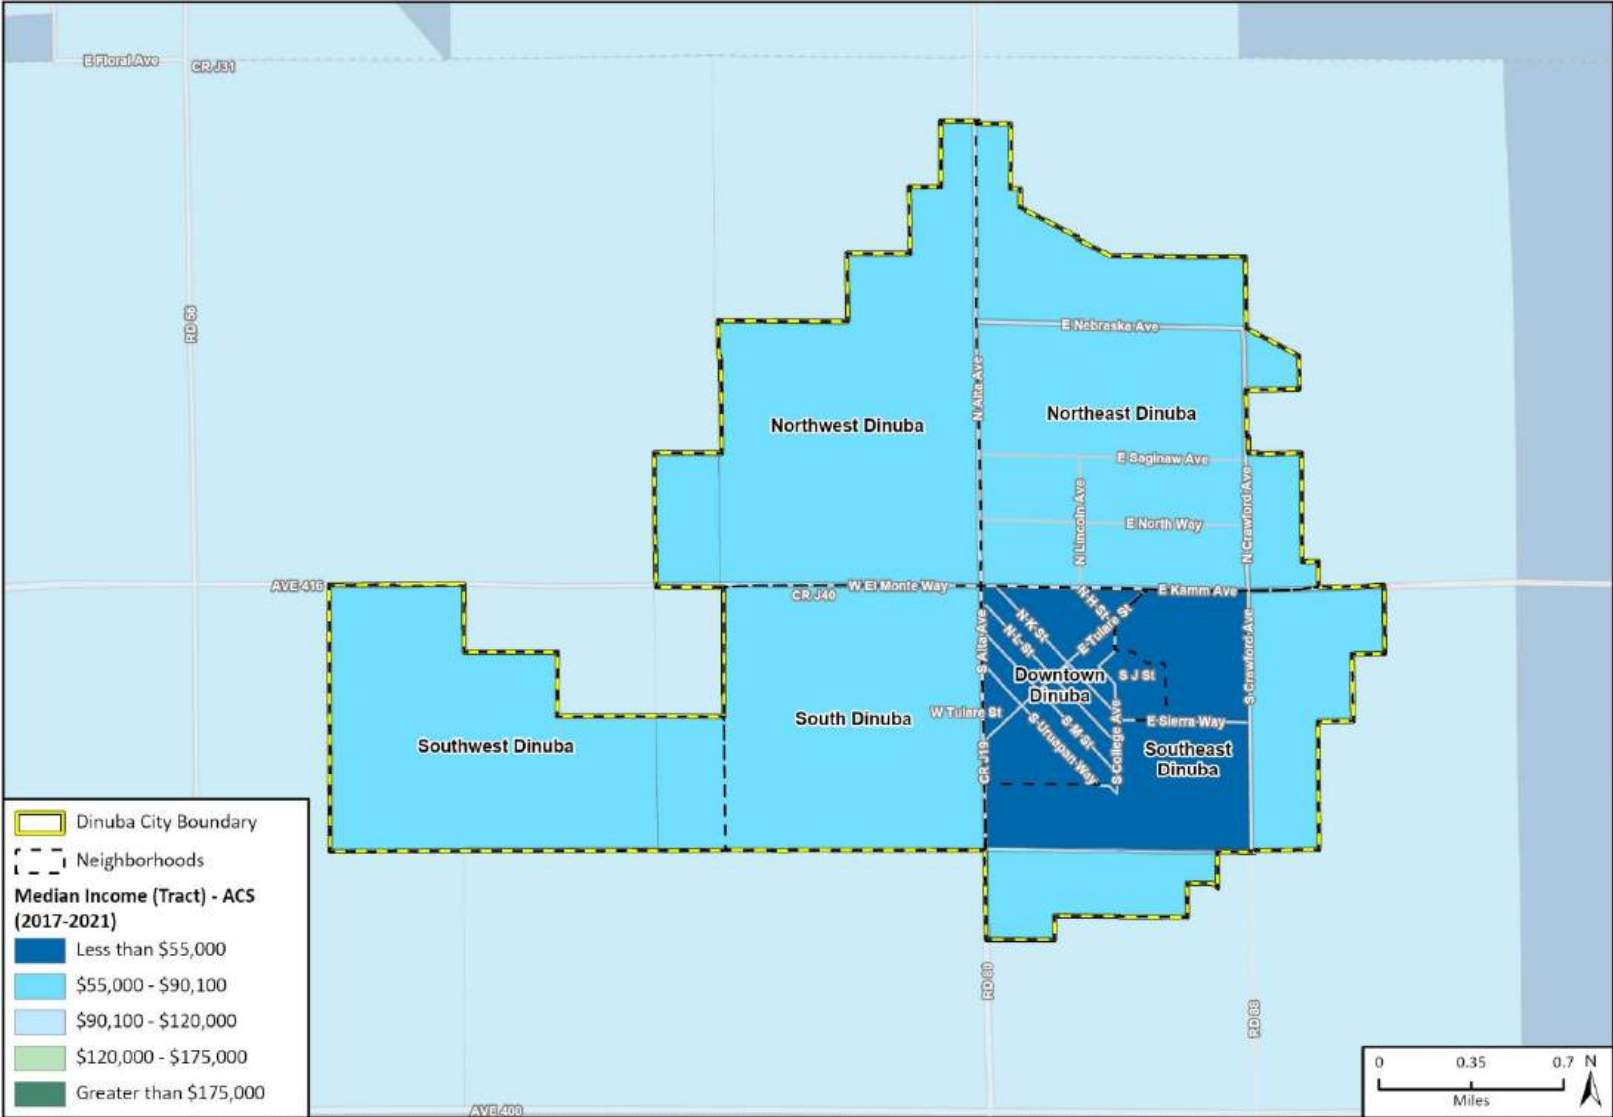 E Floral Ave
CR J31
RD 56
E Nebraska Ave
N Alta Ave
Northwest Dinuba
Northeast Dinuba
E Saginaw Ave
N Lincoln Ave
N Crawford Ave
E North Way
AVE 416
W El Monte Way
CR J40
E Kamm Ave
N H St
N K St
E Tulare St
N L St
S Alta Ave
S Crawford Ave
Downtown
Dinuba
S J St
W Tulare St
South Dinuba
S Uruapan Way
S M St
S College Ave
E Sierra Way
Southwest Dinuba
Southeast
Dinuba
CR J19
Dinuba City Boundary
Neighborhoods
Median Income (Tract) - ACS
(2017-2021)
Less than $55,000
$55,000 - $90,100
$90,100 - $120,000
$120,000 - $175,000
Greater than $175,000
RD 80
RD 88
AVE 400
0 0.35 0.7 N
Miles